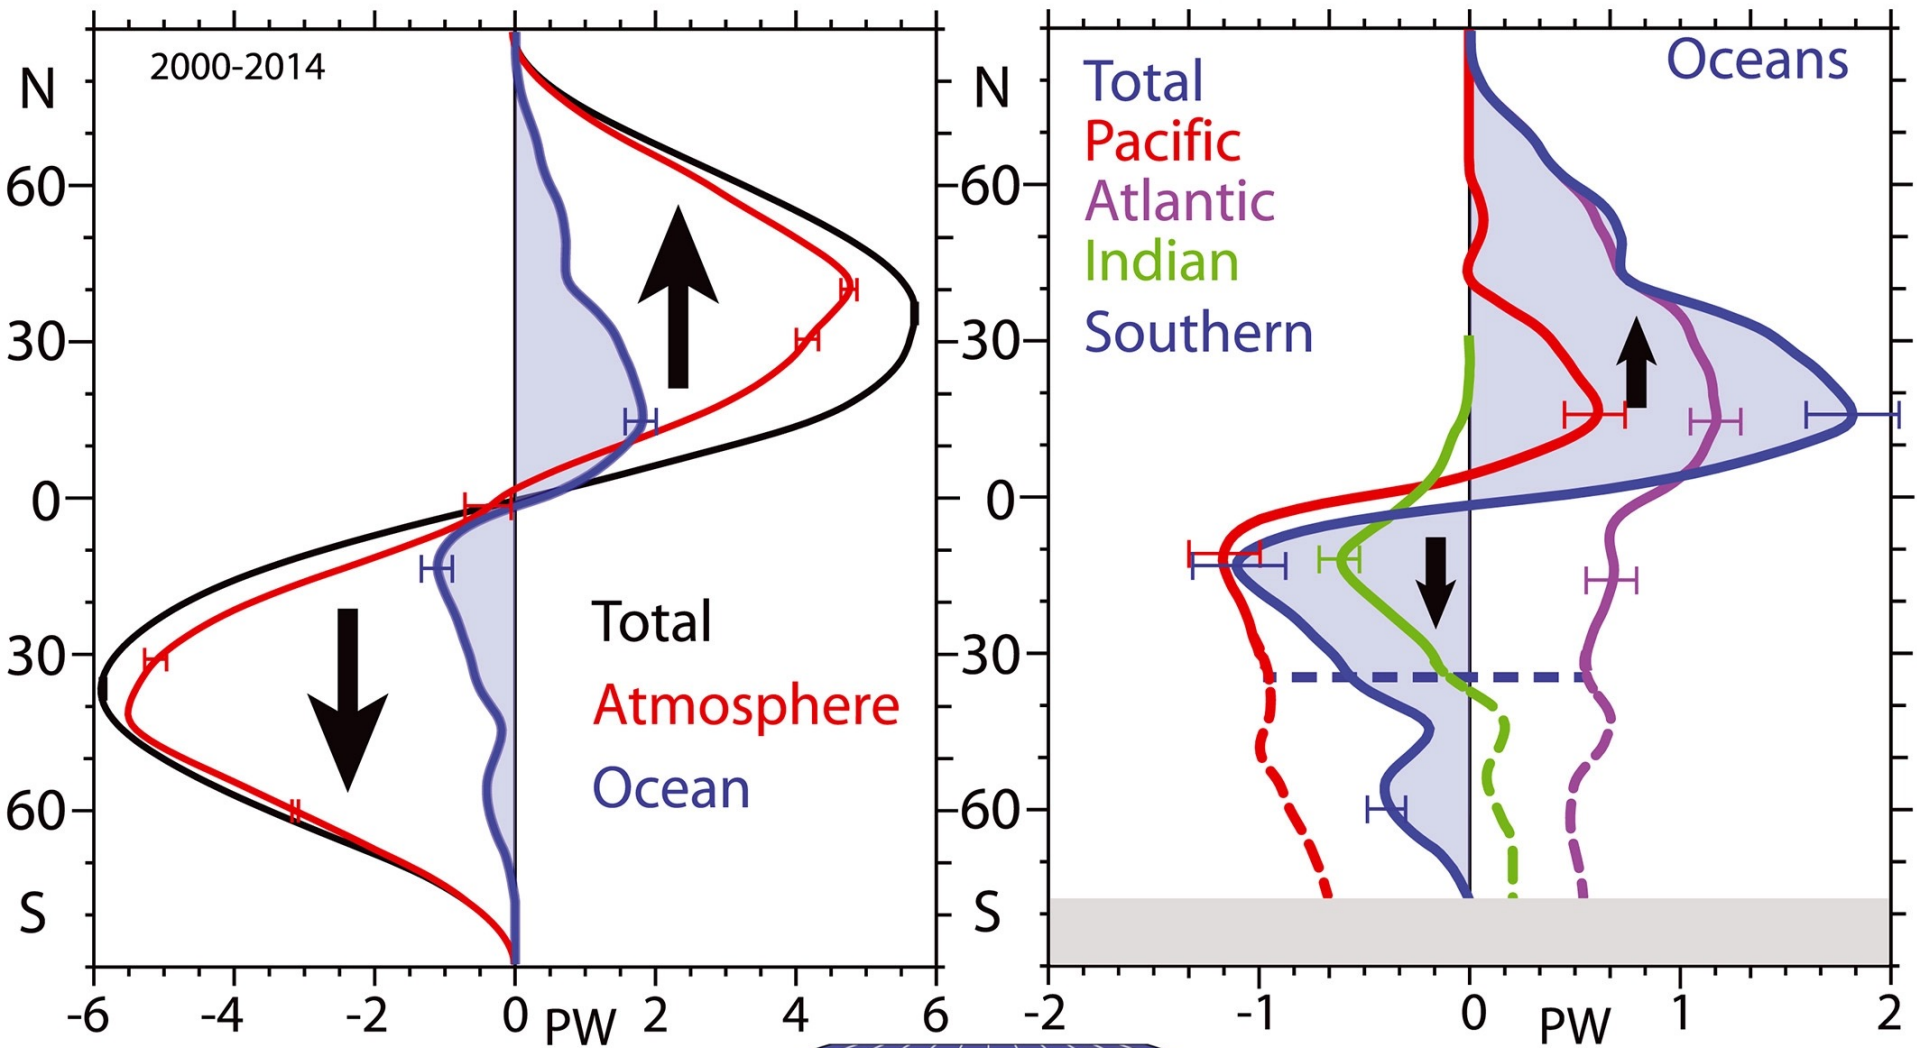 2000-2014
N
60
30
0
30
60
S
Total
Atmosphere
Ocean
-6
-4
-2
0
PW
2
4
6
Oceans
Total
Pacific
Atlantic
Indian
Southern
N
60
30
0
30
60
S
-2
-1
0
PW
1
2